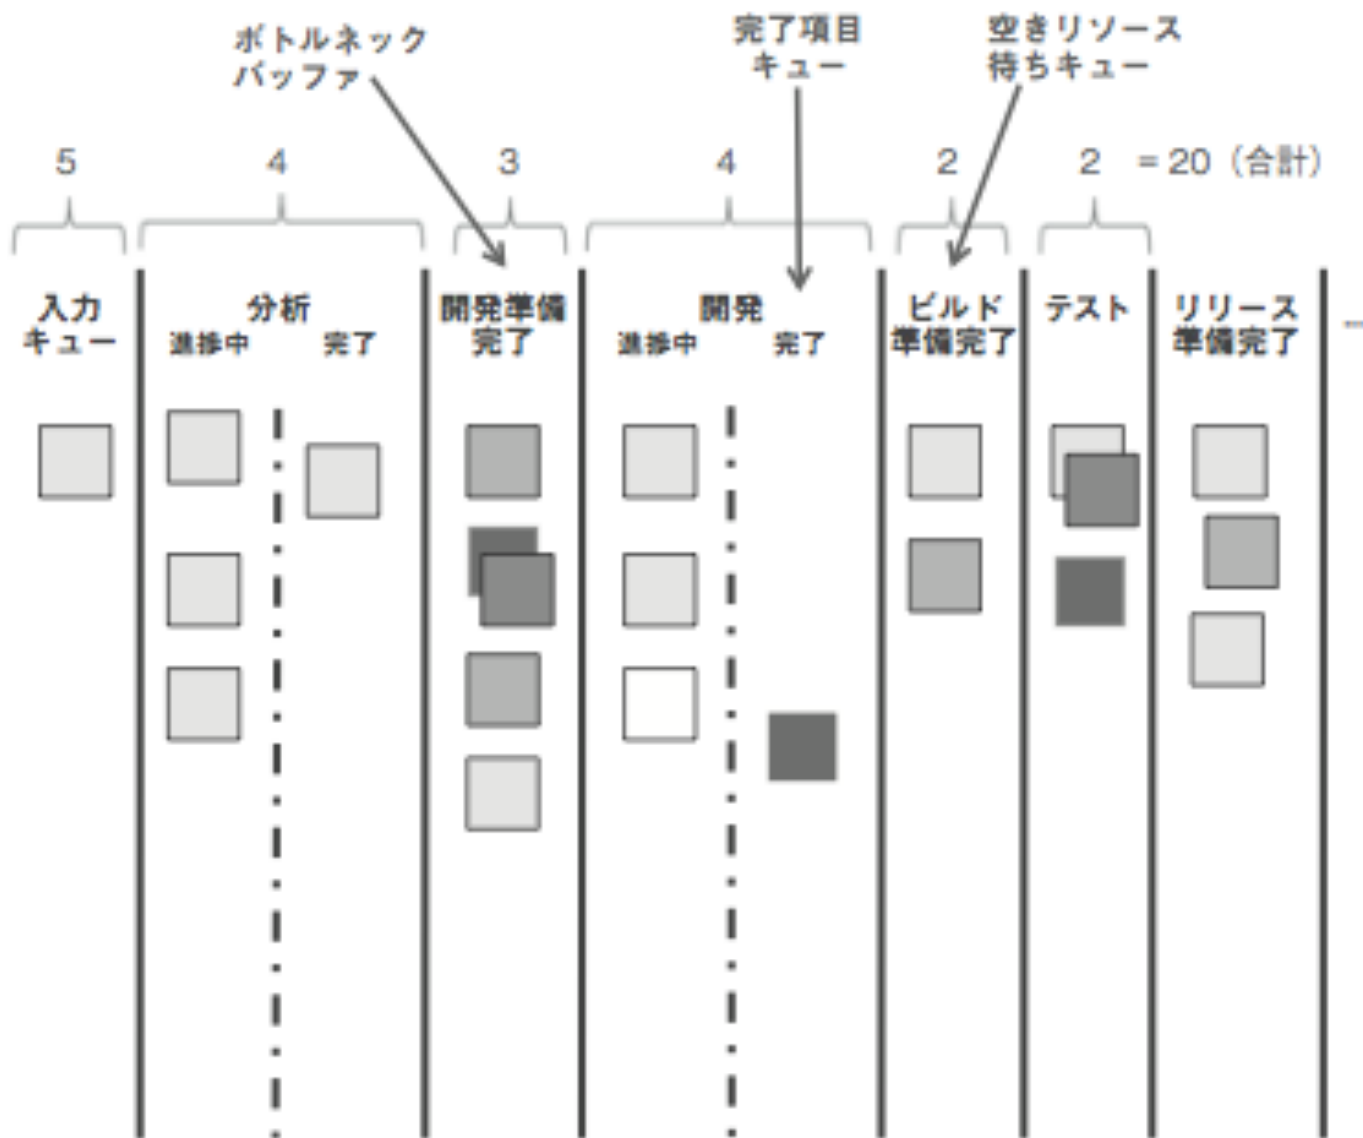 ボトルネック
バッファ
完了項目
キュー
空きリソース
待ちキュー
5
4
3
4
2
2 = 20（合計）
入力
キュー
分析
進捗中
完了
開発準備
完了
開発
進捗中
完了
ビルド
準備完了
テスト
リリース
準備完了